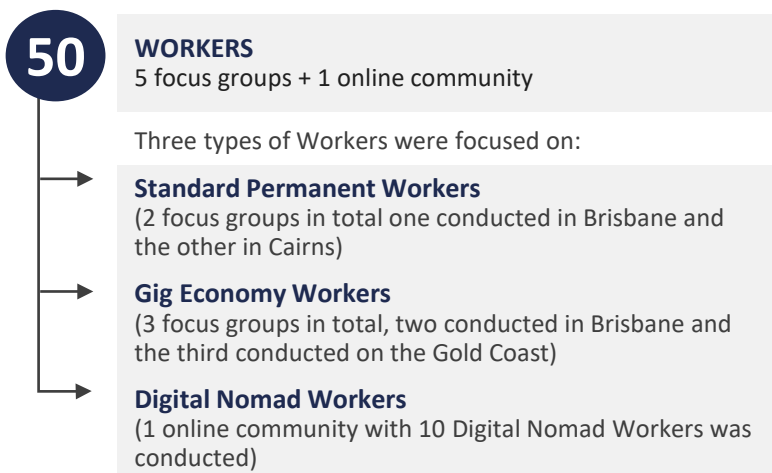 50
WORKERS
5 focus groups + 1 online community
Three types of Workers were focused on:
Standard Permanent Workers
(2 focus groups in total one conducted in Brisbane and
the other in Cairns)
Gig Economy Workers
(3 focus groups in total, two conducted in Brisbane and
the third conducted on the Gold Coast)
Digital Nomad Workers
(1 online community with 10 Digital Nomad Workers was
conducted)